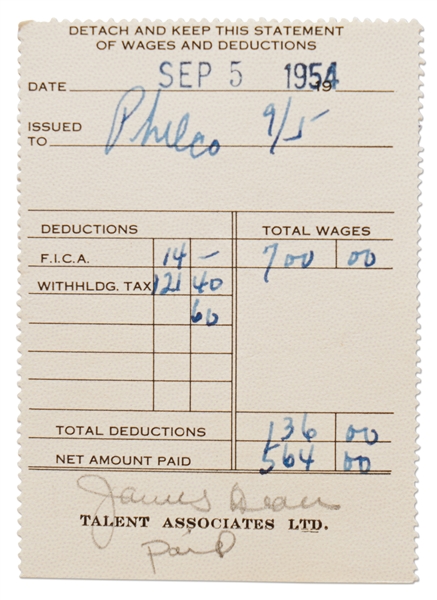 DETACH AND KEEP THIS STATEMENT
OF WAGES AND DEDUCTIONS
DATE SEP 5 1954 19
ISSUED
TO Philco 9/5
DEDUCTIONS TOTAL WAGES
F.I.C.A. 14 – 700 00
WITHHLDG. TAX 121 40
60
TOTAL DEDUCTIONS 136 00
NET AMOUNT PAID 564 00
James Dean
TALENT ASSOCIATES LTD.
Paid